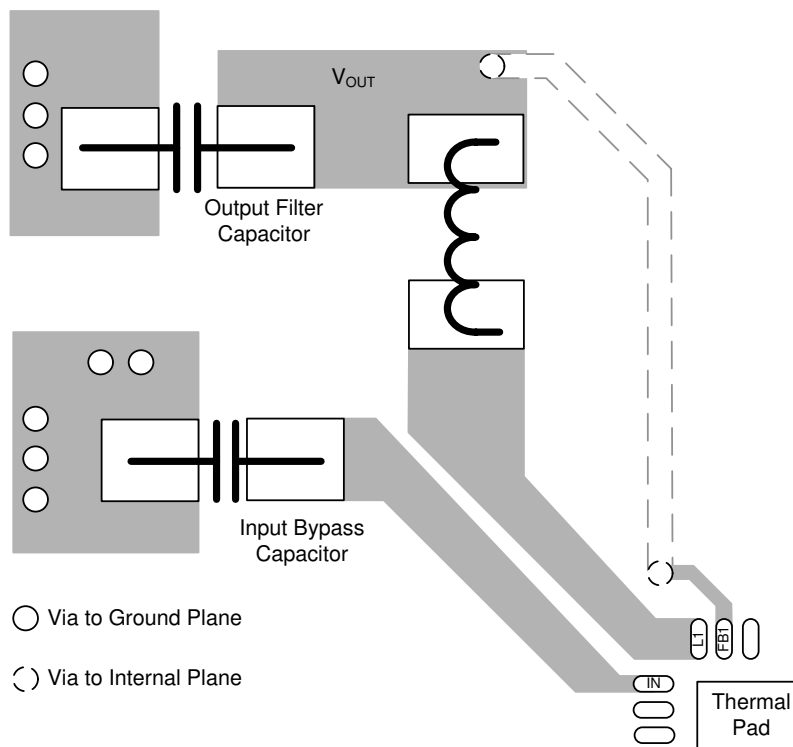 VOUT
Output Filter
Capacitor
Input Bypass
Capacitor
Via to Ground Plane
Via to Internal Plane
L1
FB1
IN
Thermal
Pad